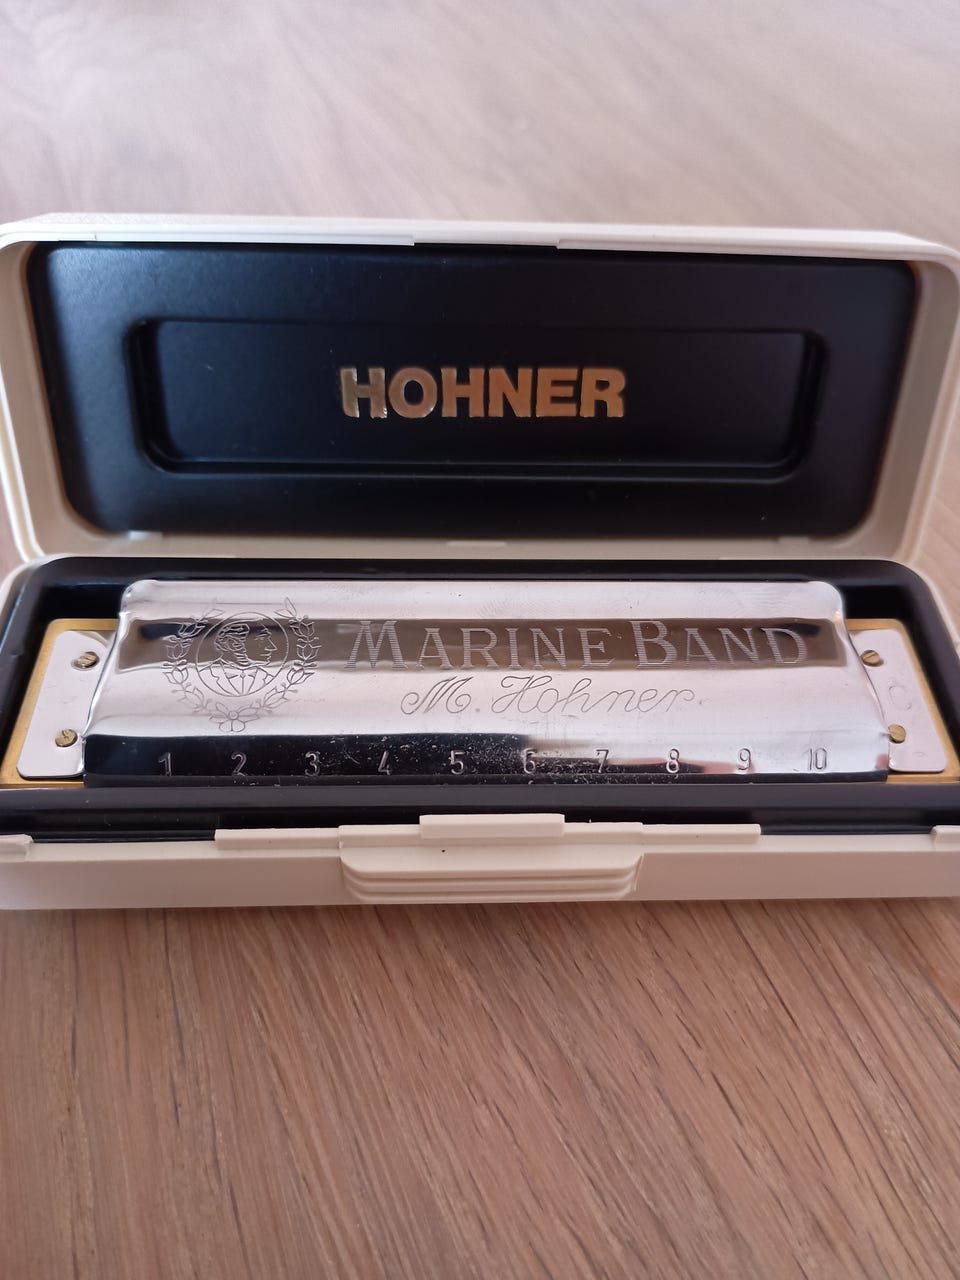 HOHNER
MARINE BAND
M. Hohner
C
1 2 3 4 5 6 7 8 9 10